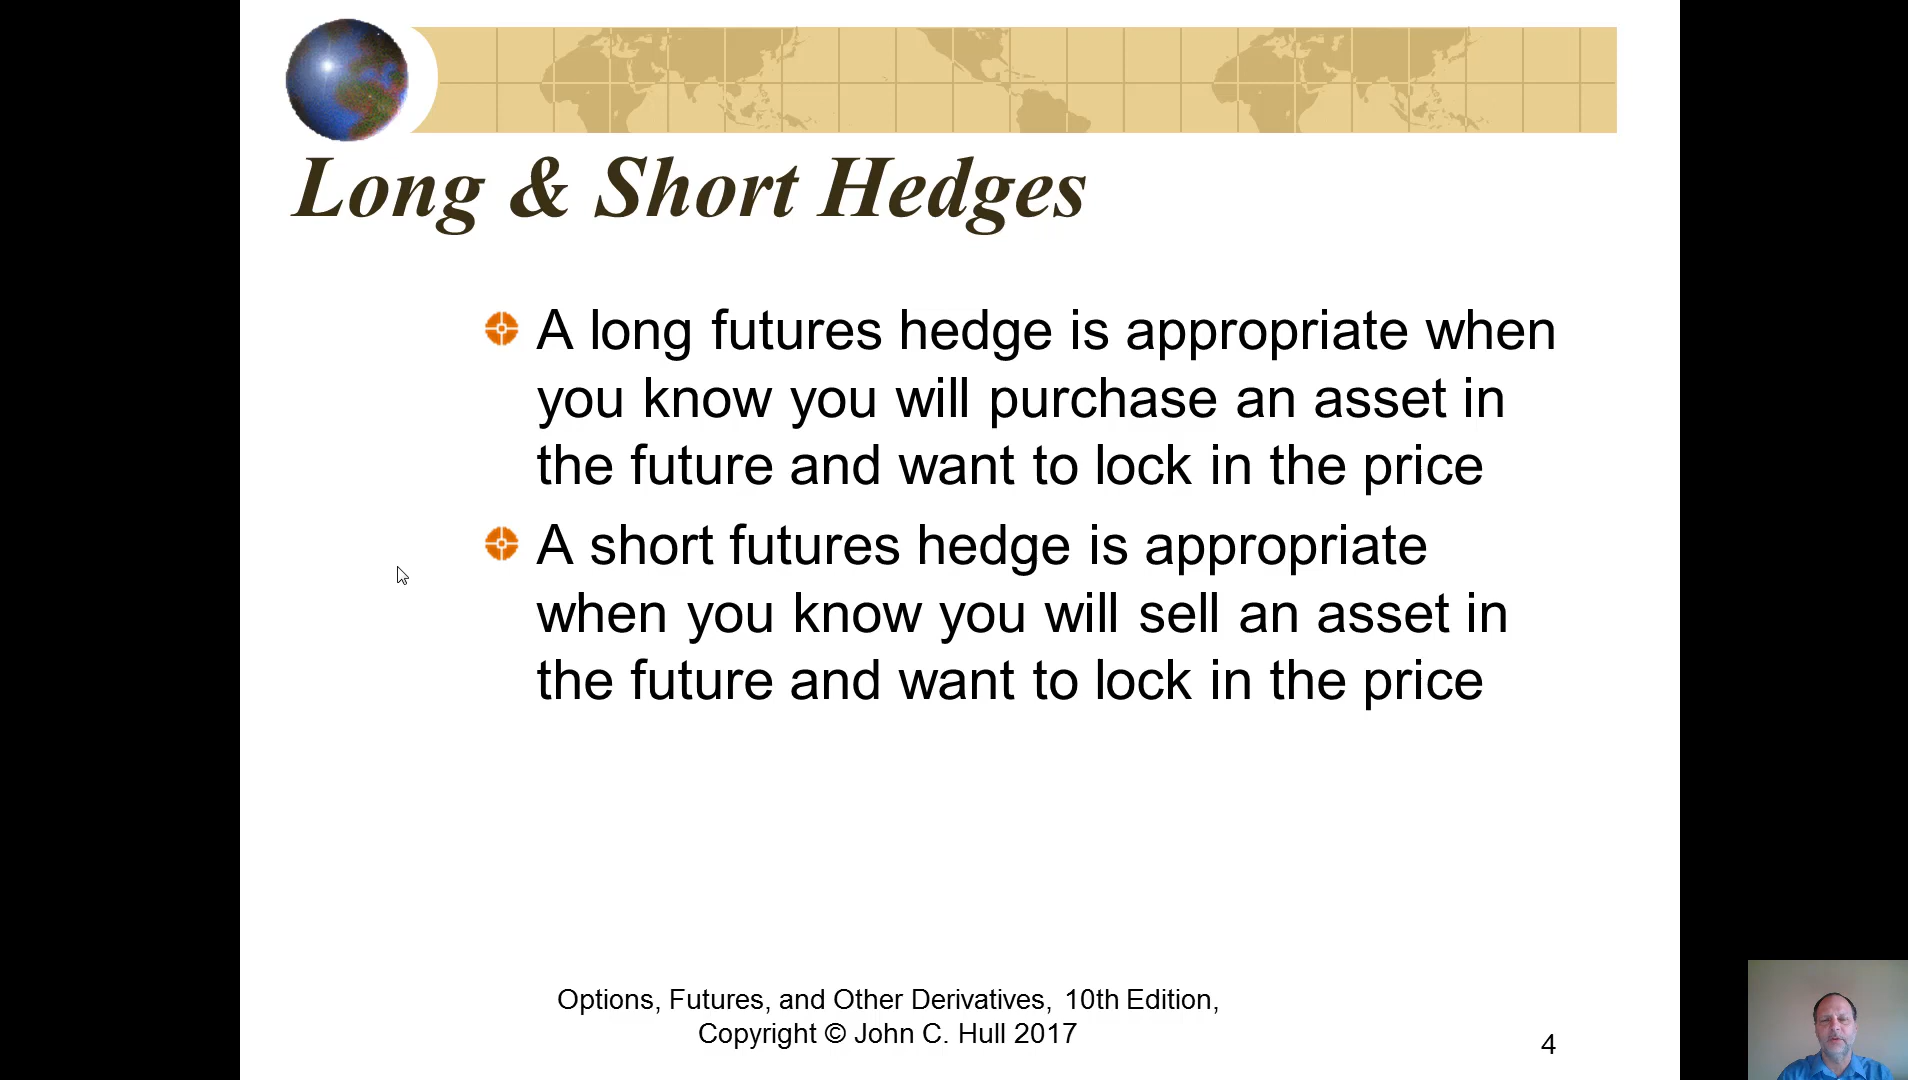 Long & Short Hedges
A long futures hedge is appropriate when
you know you will purchase an asset in
the future and want to lock in the price
A short futures hedge is appropriate
when you know you will sell an asset in
the future and want to lock in the price
Options, Futures, and Other Derivatives, 10th Edition,
Copyright © John C. Hull 2017
4